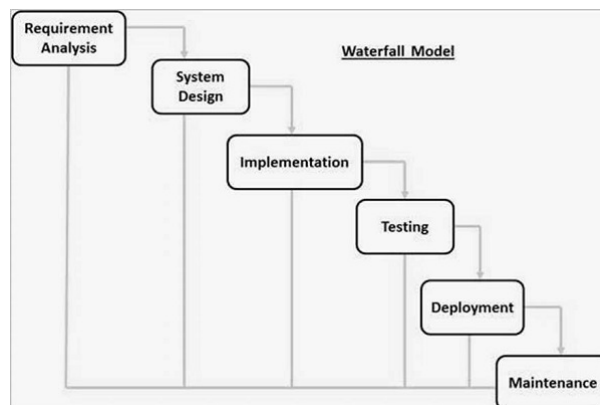 Requirement
Analysis
Waterfall Model
System
Design
Implementation
Testing
Deployment
Maintenance